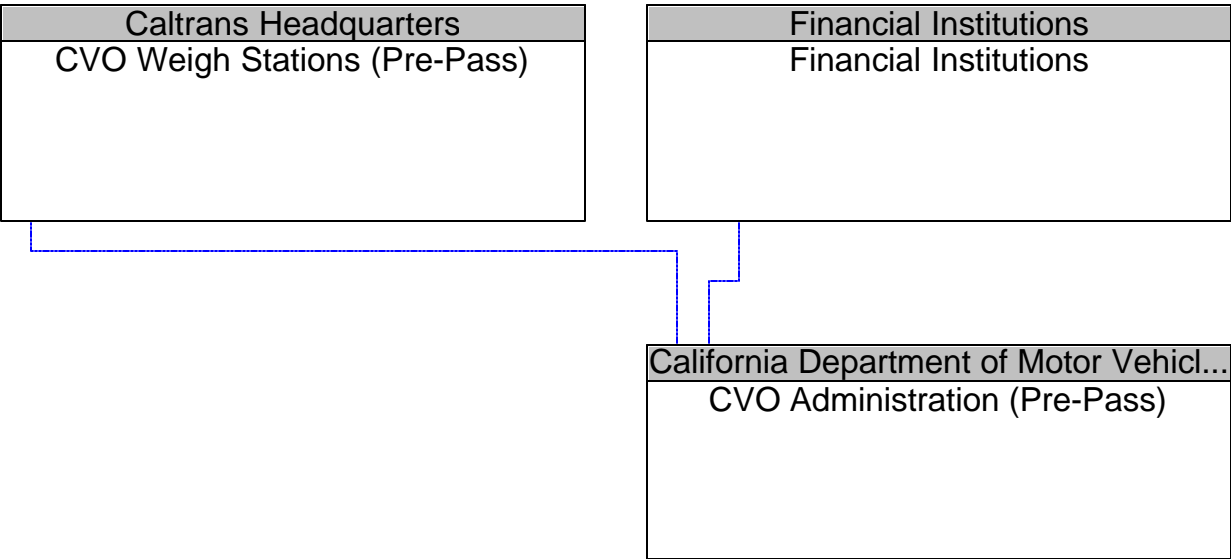 Caltrans Headquarters
CVO Weigh Stations (Pre-Pass)
Financial Institutions
Financial Institutions
California Department of Motor Vehicl...
CVO Administration (Pre-Pass)